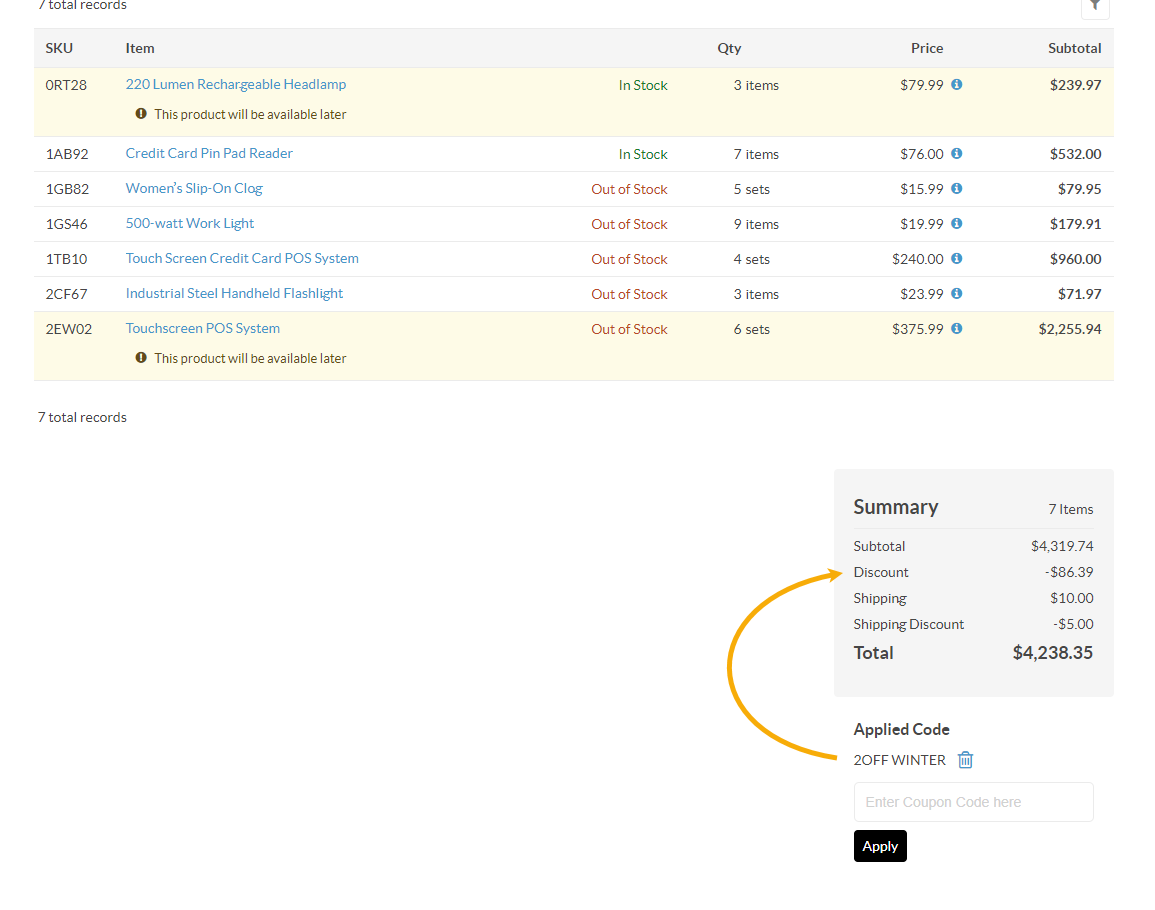 7 total records
SKU Item Qty Price Subtotal
0RT28 220 Lumen Rechargeable Headlamp In Stock 3 items $79.99 $239.97
This product will be available later
1AB92 Credit Card Pin Pad Reader In Stock 7 items $76.00 $532.00
1GB82 Women’s Slip-On Clog Out of Stock 5 sets $15.99 $79.95
1GS46 500-watt Work Light Out of Stock 9 items $19.99 $179.91
1TB10 Touch Screen Credit Card POS System Out of Stock 4 sets $240.00 $960.00
2CF67 Industrial Steel Handheld Flashlight Out of Stock 3 items $23.99 $71.97
2EW02 Touchscreen POS System Out of Stock 6 sets $375.99 $2,255.94
This product will be available later
7 total records
Summary 7 Items
Subtotal $4,319.74
Discount -$86.39
Shipping $10.00
Shipping Discount -$5.00
Total $4,238.35
Applied Code
2OFF WINTER
Enter Coupon Code here
Apply